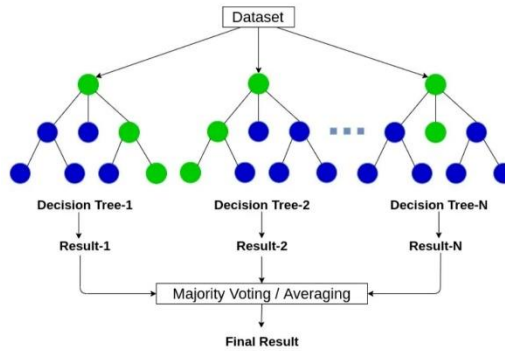 Dataset
Decision Tree-1
Decision Tree-2
Decision Tree-N
Result-1
Result-2
Result-N
Majority Voting / Averaging
Final Result